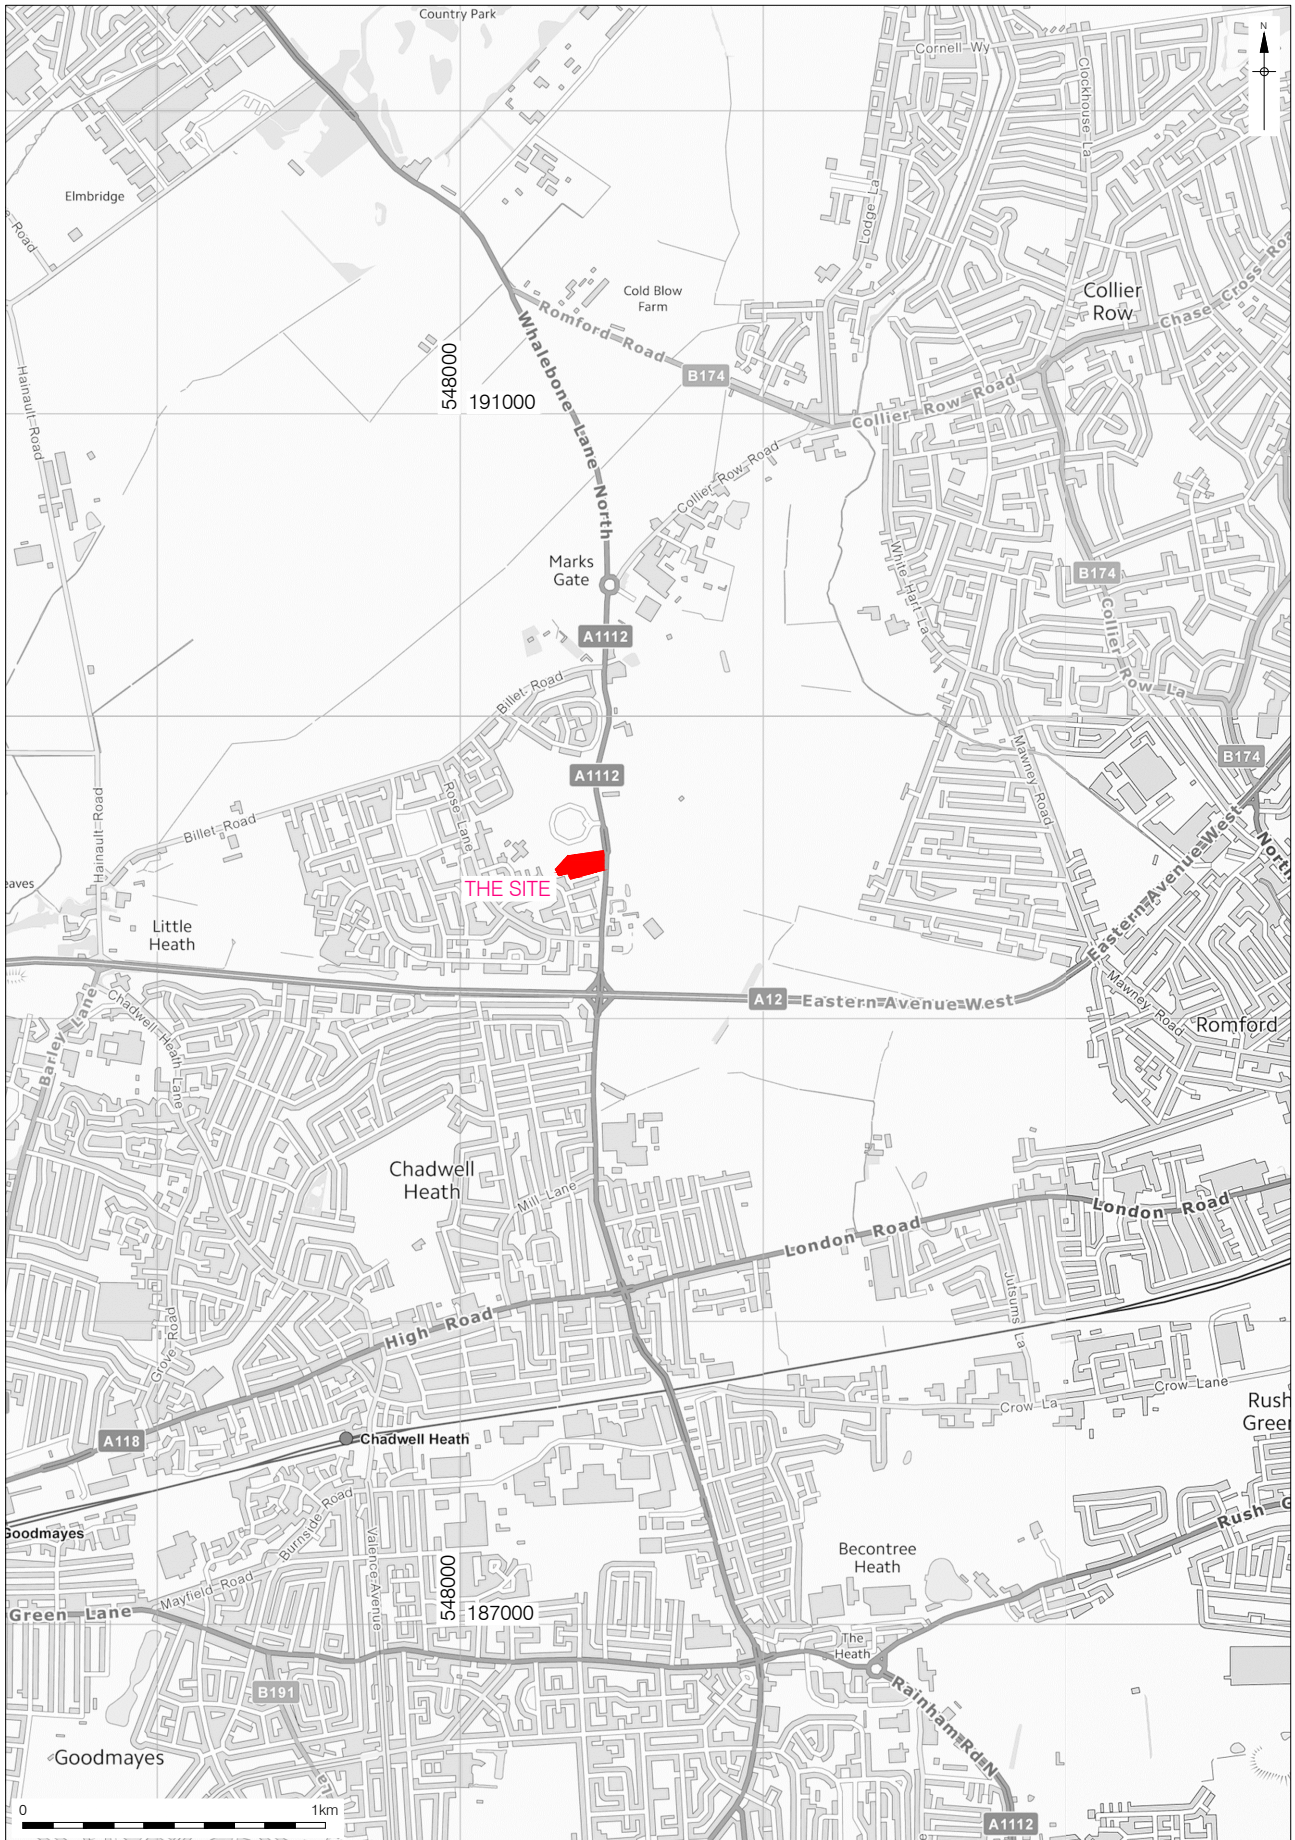 Country Park
N
Cornell Wy
Clockhouse La
Elmbridge
e-Road
Lodge La
Cold Blow
Farm
Collier
Row
Chase Cross Roa
Romford Road
Whalebone Lane North
B174
548000
191000
Hainault Road
Collier Row Road
Collier Row Road
Marks
Gate
White Hart La
B174
A1112
Collier Row La
Billet Road
Mawney Road
B174
A1112
Rose Lane
Hainault Road
Billet Road
Eastern Avenue West
North
eaves
THE SITE
Little
Heath
A12
Eastern Avenue West
Mawney Road
Barley Lane
Chadwell Heath Lane
Romford
Chadwell
Heath
Mill Lane
London Road
London Road
Jutsums La
Grove Road
High Road
Crow Lane
Crow La
Rush
Green
A118
Chadwell Heath
Goodmayes
Burnside Road
Valence Avenue
Rush G
Becontree
Heath
Mayfield Road
548000
187000
Green Lane
The
Heath
B191
Rainham Rd N
Goodmayes
La
0
1km
A1112